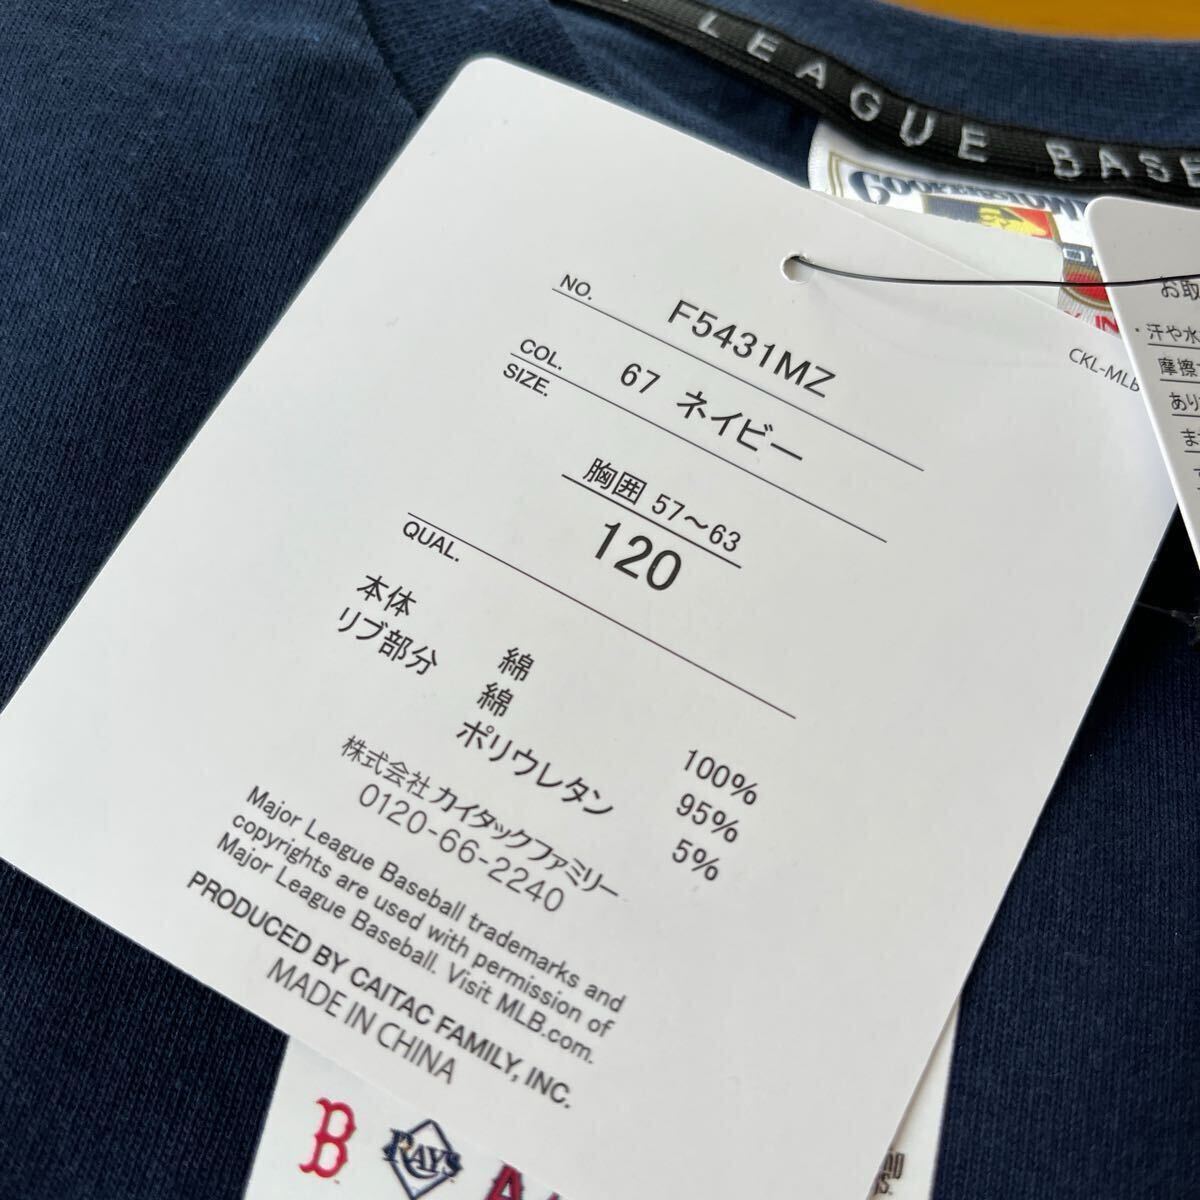 LEAGUE BASE
COOPERSTOWN
NO. F5431MZ
COL. 67 ネイビー
SIZE.
胸囲 57～63
120
QUAL.
本体 綿 100%
リブ部分 綿 95%
ポリウレタン 5%
株式会社カイタックファミリー
0120-66-2240
Major League Baseball trademarks and
copyrights are used with permission of
Major League Baseball. Visit MLB.com.
PRODUCED BY CAITAC FAMILY, INC.
MADE IN CHINA
CKL-MLB
お取
・汗や水
摩擦
あり
ま
B
RAYS